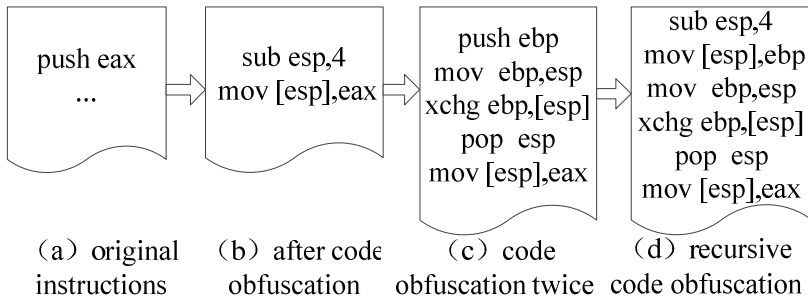 push eax
...
sub esp,4
mov [esp],eax
push ebp
mov ebp,esp
xchg ebp,[esp]
pop esp
mov [esp],eax
sub esp,4
mov [esp],ebp
mov ebp,esp
xchg ebp,[esp]
pop esp
mov [esp],eax
（a）original
instructions
（b）after code
obfuscation
（c）code
obfuscation twice
（d）recursive
code obfuscation